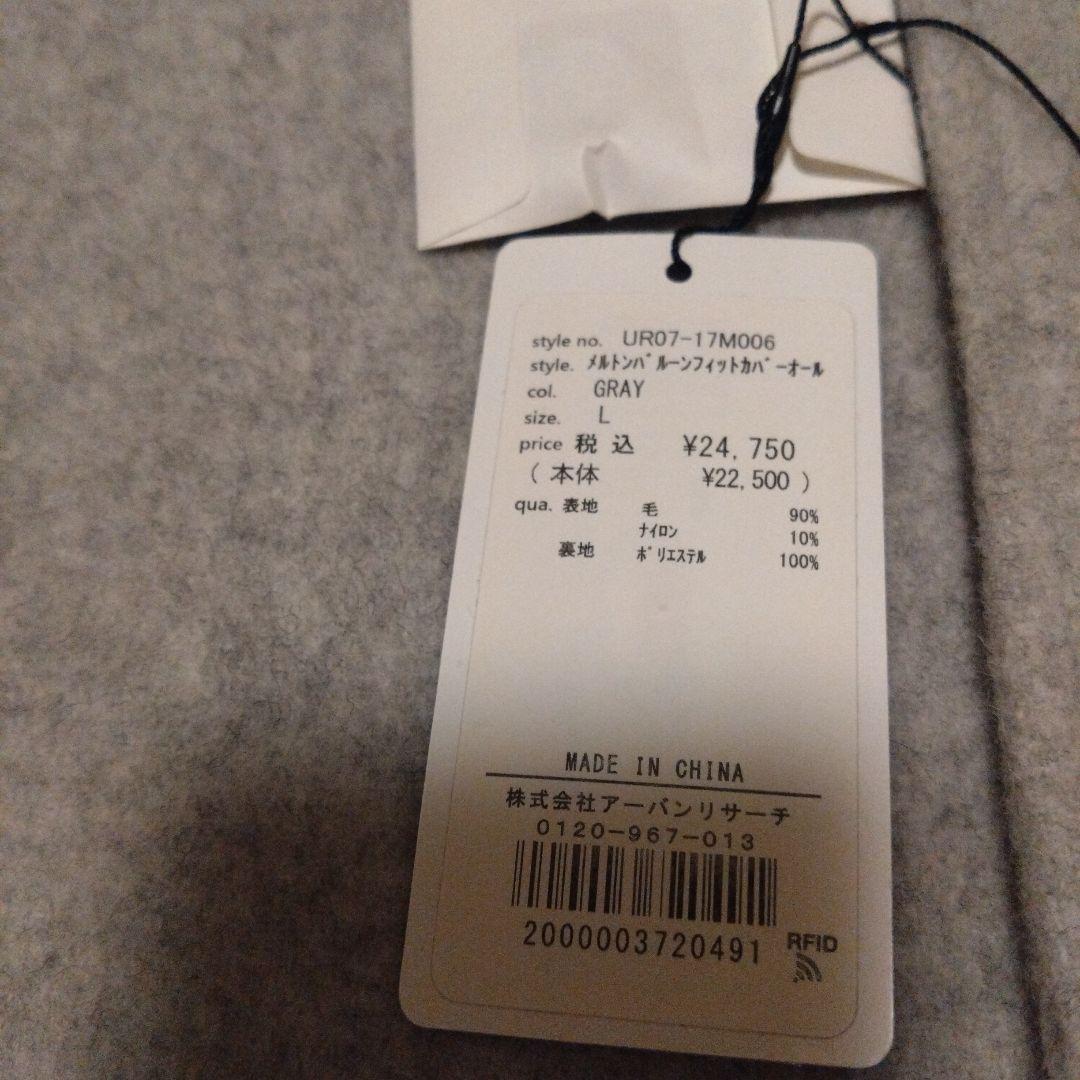 style no. UR07-17M006
style. ﾒﾙﾄﾝﾊﾞﾙｰﾝﾌｨｯﾄｶﾊﾞｰｵｰﾙ
col. GRAY
size. L
price 税込 ¥24,750
(本体 ¥22,500)
qua. 表地 毛 90%
ﾅｲﾛﾝ 10%
裏地 ﾎﾟﾘｴｽﾃﾙ 100%
MADE IN CHINA
株式会社アーバンリサーチ
0120-967-013
2000003720491
RFID